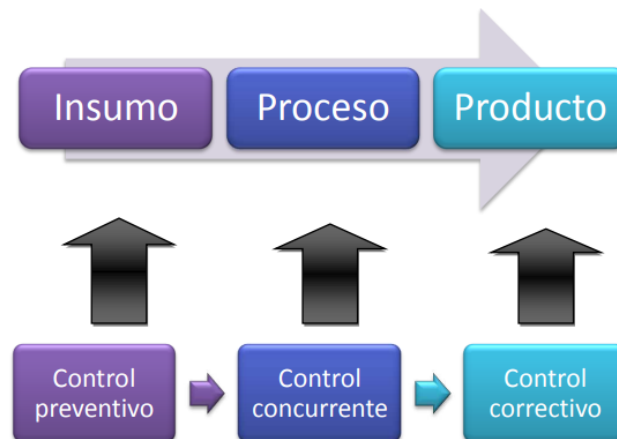 Insumo
Proceso
Producto
Control
preventivo
Control
concurrente
Control
correctivo